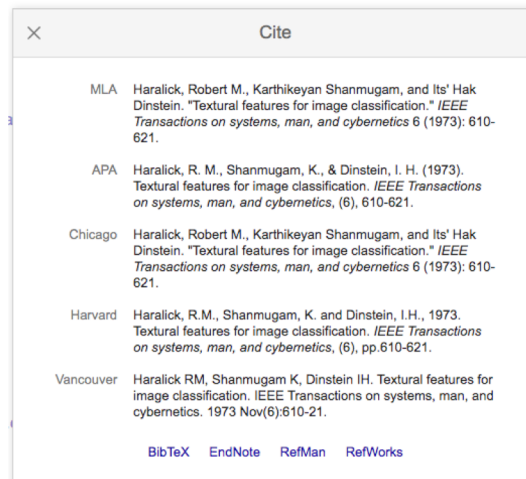 Cite
MLA Haralick, Robert M., Karthikeyan Shanmugam, and Its' Hak
Dinstein. "Textural features for image classification." IEEE
Transactions on systems, man, and cybernetics 6 (1973): 610-
621.
APA Haralick, R. M., Shanmugam, K., & Dinstein, I. H. (1973).
Textural features for image classification. IEEE Transactions
on systems, man, and cybernetics, (6), 610-621.
Chicago Haralick, Robert M., Karthikeyan Shanmugam, and Its' Hak
Dinstein. "Textural features for image classification." IEEE
Transactions on systems, man, and cybernetics 6 (1973): 610-
621.
Harvard Haralick, R.M., Shanmugam, K. and Dinstein, I.H., 1973.
Textural features for image classification. IEEE Transactions
on systems, man, and cybernetics, (6), pp.610-621.
Vancouver Haralick RM, Shanmugam K, Dinstein IH. Textural features for
image classification. IEEE Transactions on systems, man, and
cybernetics. 1973 Nov(6):610-21.
BibTeX EndNote RefMan RefWorks